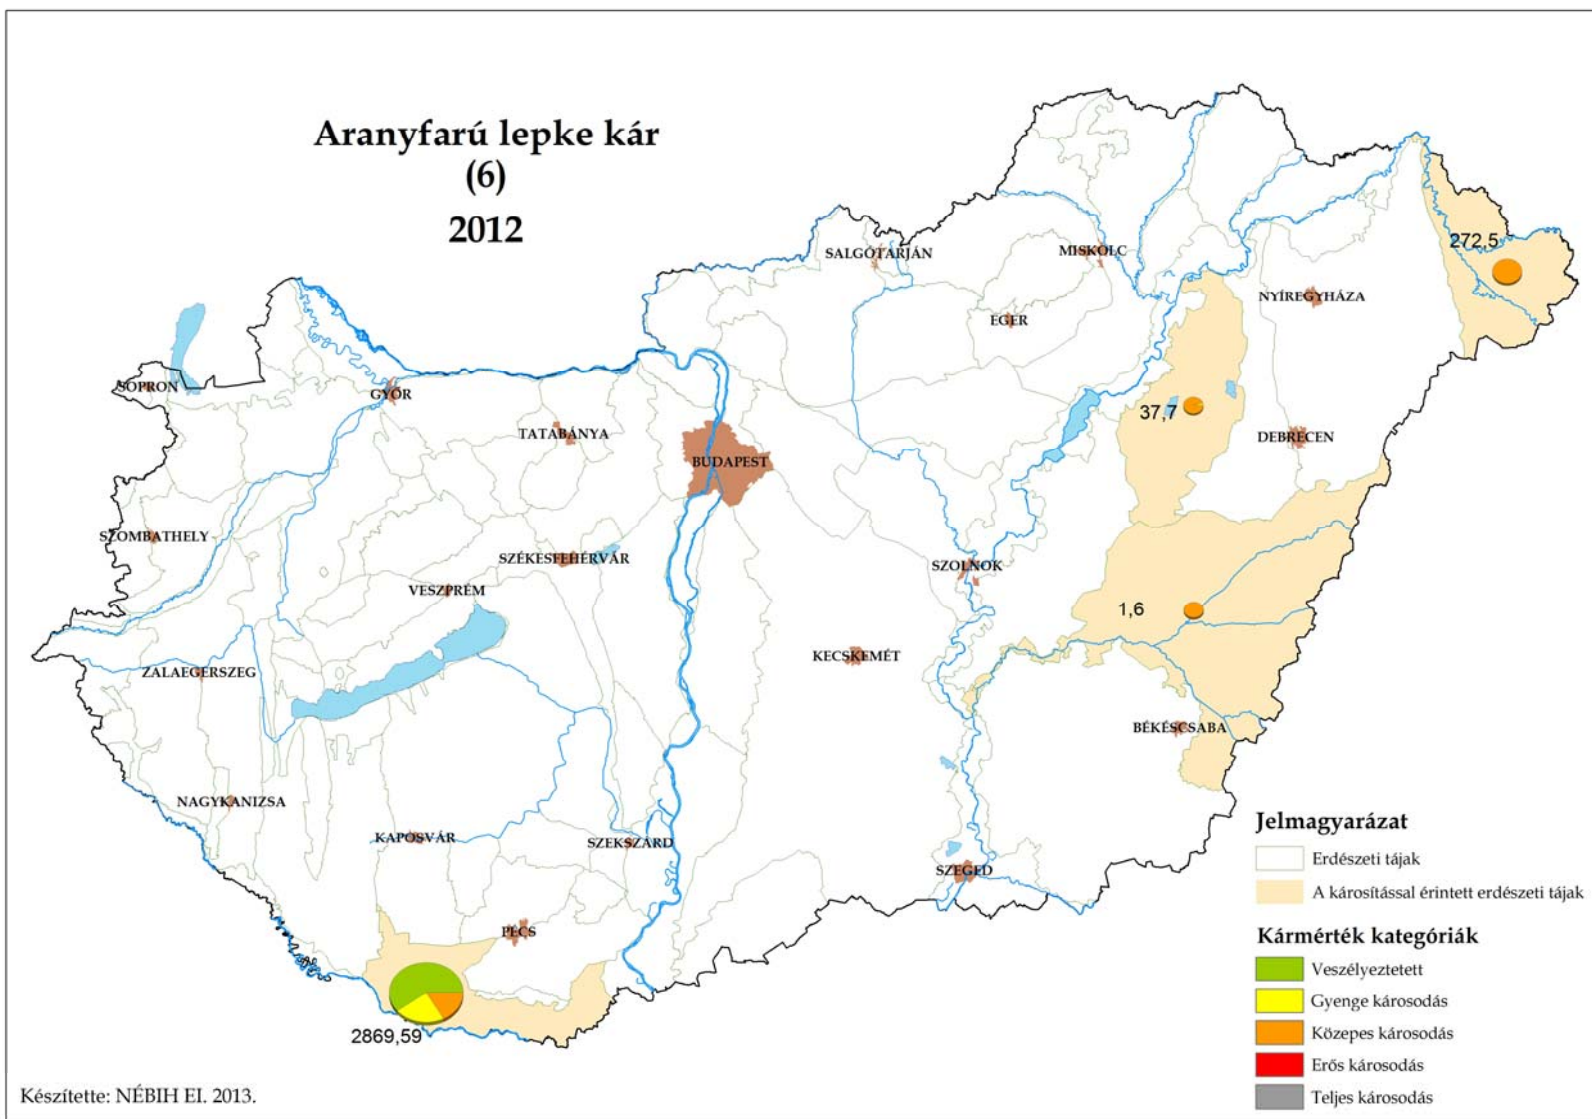 Aranyfarú lepke kár
(6)
2012
SALGÓTARJÁN
MISKOLC
272,5
NYÍREGYHÁZA
EGER
SOPRON
GYŐR
37,7
TATABÁNYA
DEBRECEN
BUDAPEST
SZOMBATHELY
SZÉKESFEHÉRVÁR
SZOLNOK
VESZPRÉM
1,6
KECSKEMÉT
ZALAEGERSZEG
BÉKÉSCSABA
NAGYKANIZSA
KAPOSVÁR
SZEKSZÁRD
SZEGED
PÉCS
2869,59
Jelmagyarázat
Erdészeti tájak
A károsítással érintett erdészeti tájak
Kármérték kategóriák
Veszélyeztetett
Gyenge károsodás
Közepes károsodás
Erős károsodás
Teljes károsodás
Készítette: NÉBIH EI. 2013.